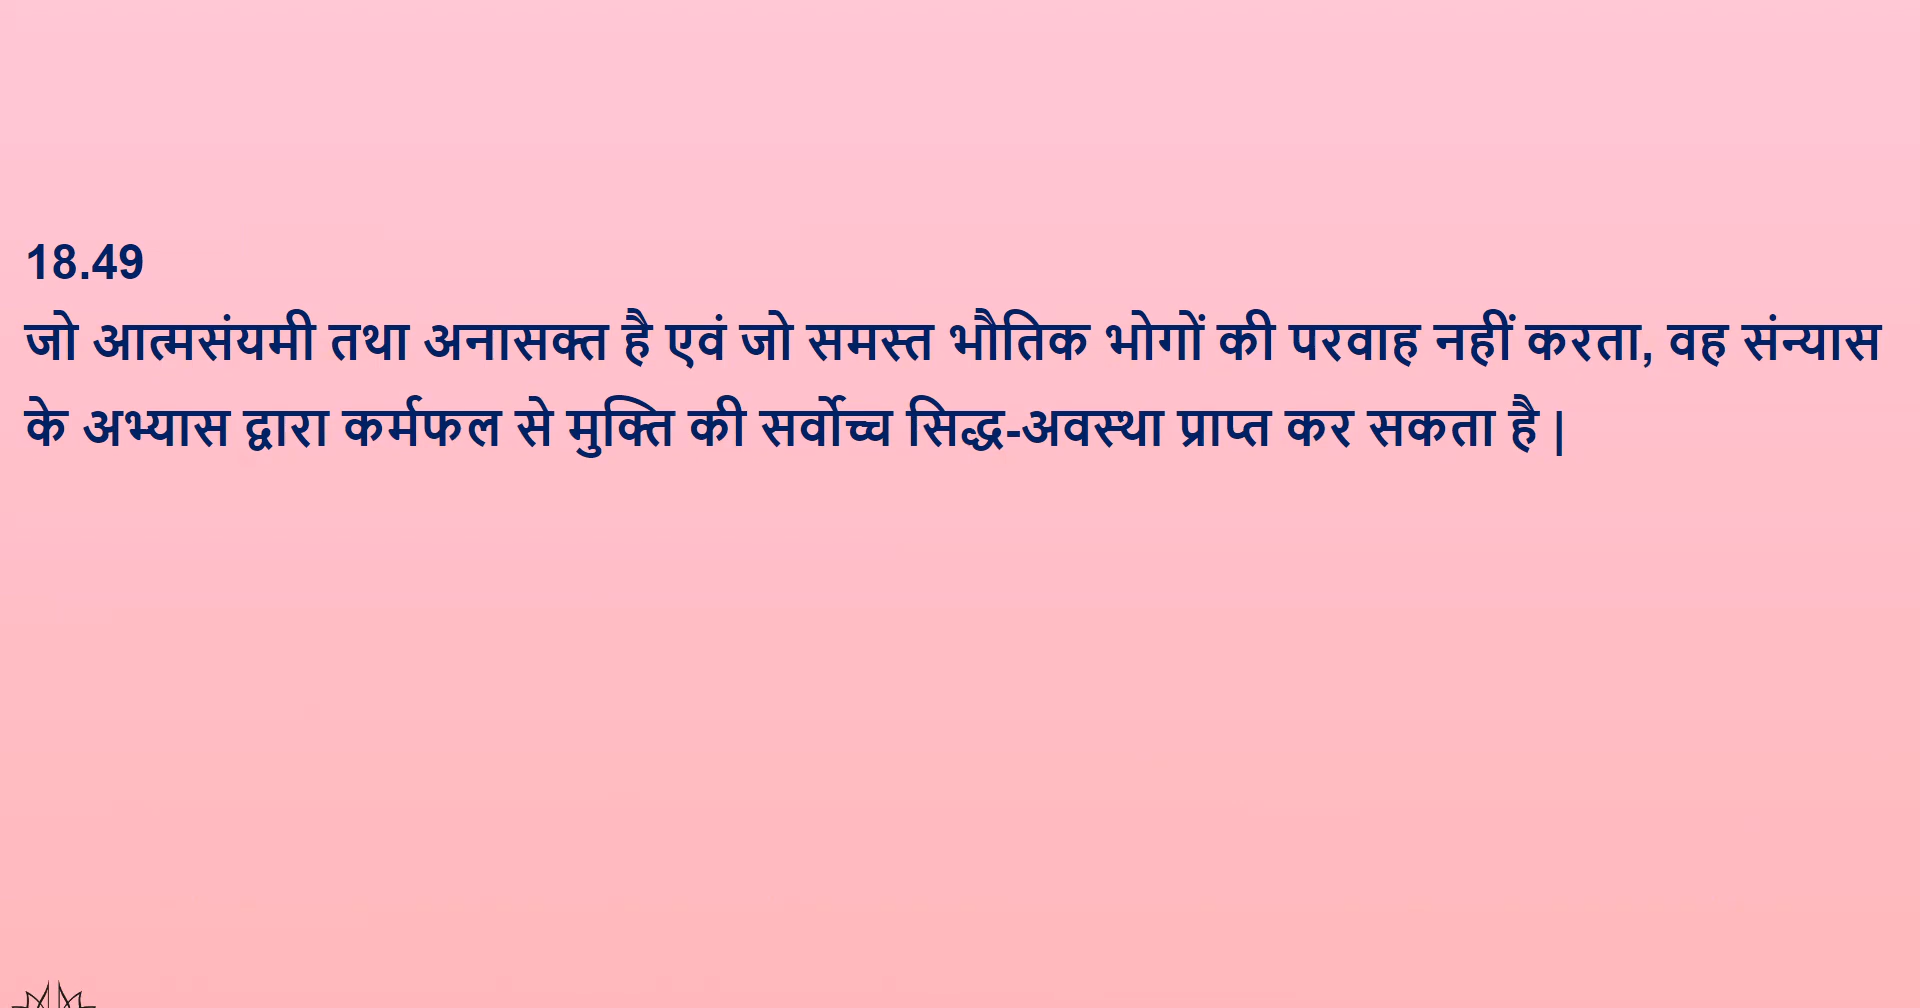 18.49
जो आत्मसंयमी तथा अनासक्त है एवं जो समस्त भौतिक भोगों की परवाह नहीं करता, वह संन्यास
के अभ्यास द्वारा कर्मफल से मुक्ति की सर्वोच्च सिद्ध-अवस्था प्राप्त कर सकता है |